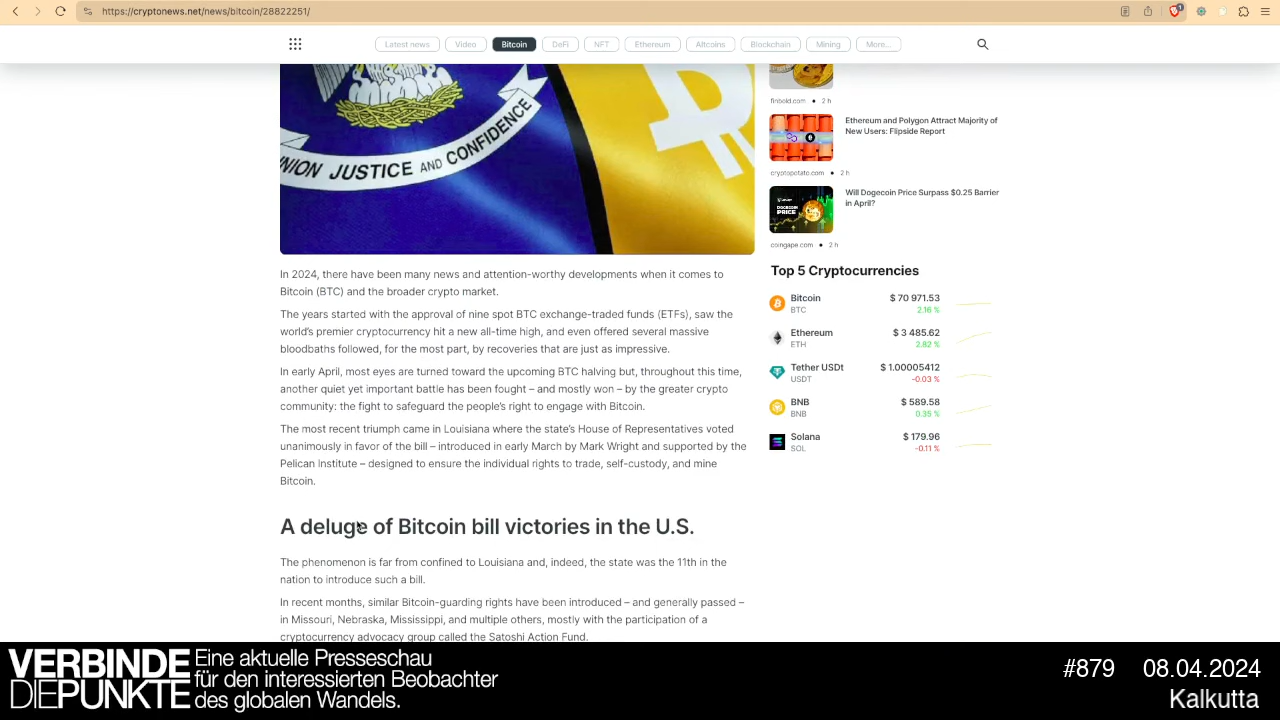 https://cryptonews.net/news/bitcoin/28822251/
Latest news
Video
Bitcoin
DeFi
NFT
Ethereum
Altcoins
Blockchain
Mining
More...
UNION JUSTICE AND CONFIDENCE
In 2024, there have been many news and attention-worthy developments when it comes to
Bitcoin (BTC) and the broader crypto market.
The years started with the approval of nine spot BTC exchange-traded funds (ETFs), saw the
world's premier cryptocurrency hit a new all-time high, and even offered several massive
bloodbaths followed, for the most part, by recoveries that are just as impressive.
In early April, most eyes are turned toward the upcoming BTC halving but, throughout this time,
another quiet yet important battle has been fought – and mostly won – by the greater crypto
community: the fight to safeguard the people's right to engage with Bitcoin.
The most recent triumph came in Louisiana where the state's House of Representatives voted
unanimously in favor of the bill – introduced in early March by Mark Wright and supported by the
Pelican Institute – designed to ensure the individual rights to trade, self-custody, and mine
Bitcoin.
A deluge of Bitcoin bill victories in the U.S.
The phenomenon is far from confined to Louisiana and, indeed, the state was the 11th in the
nation to introduce such a bill.
In recent months, similar Bitcoin-guarding rights have been introduced – and generally passed –
in Missouri, Nebraska, Mississippi, and multiple others, mostly with the participation of a
cryptocurrency advocacy group called the Satoshi Action Fund.
finbold.com • 2 h
Ethereum and Polygon Attract Majority of
New Users: Flipside Report
cryptopotato.com • 2 h
DOGECOIN
PRICE
Will Dogecoin Price Surpass $0.25 Barrier
in April?
coingape.com • 2 h
Top 5 Cryptocurrencies
Bitcoin $ 70 971.53
BTC 2.16 %
Ethereum $ 3 485.62
ETH 2.82 %
Tether USDt $ 1.00005412
USDT -0.03 %
BNB $ 589.58
BNB 0.35 %
Solana $ 179.96
SOL -0.11 %
VERBINDE
DIEPUNKTE
Eine aktuelle Presseschau
für den interessierten Beobachter
des globalen Wandels.
#879 08.04.2024
Kalkutta